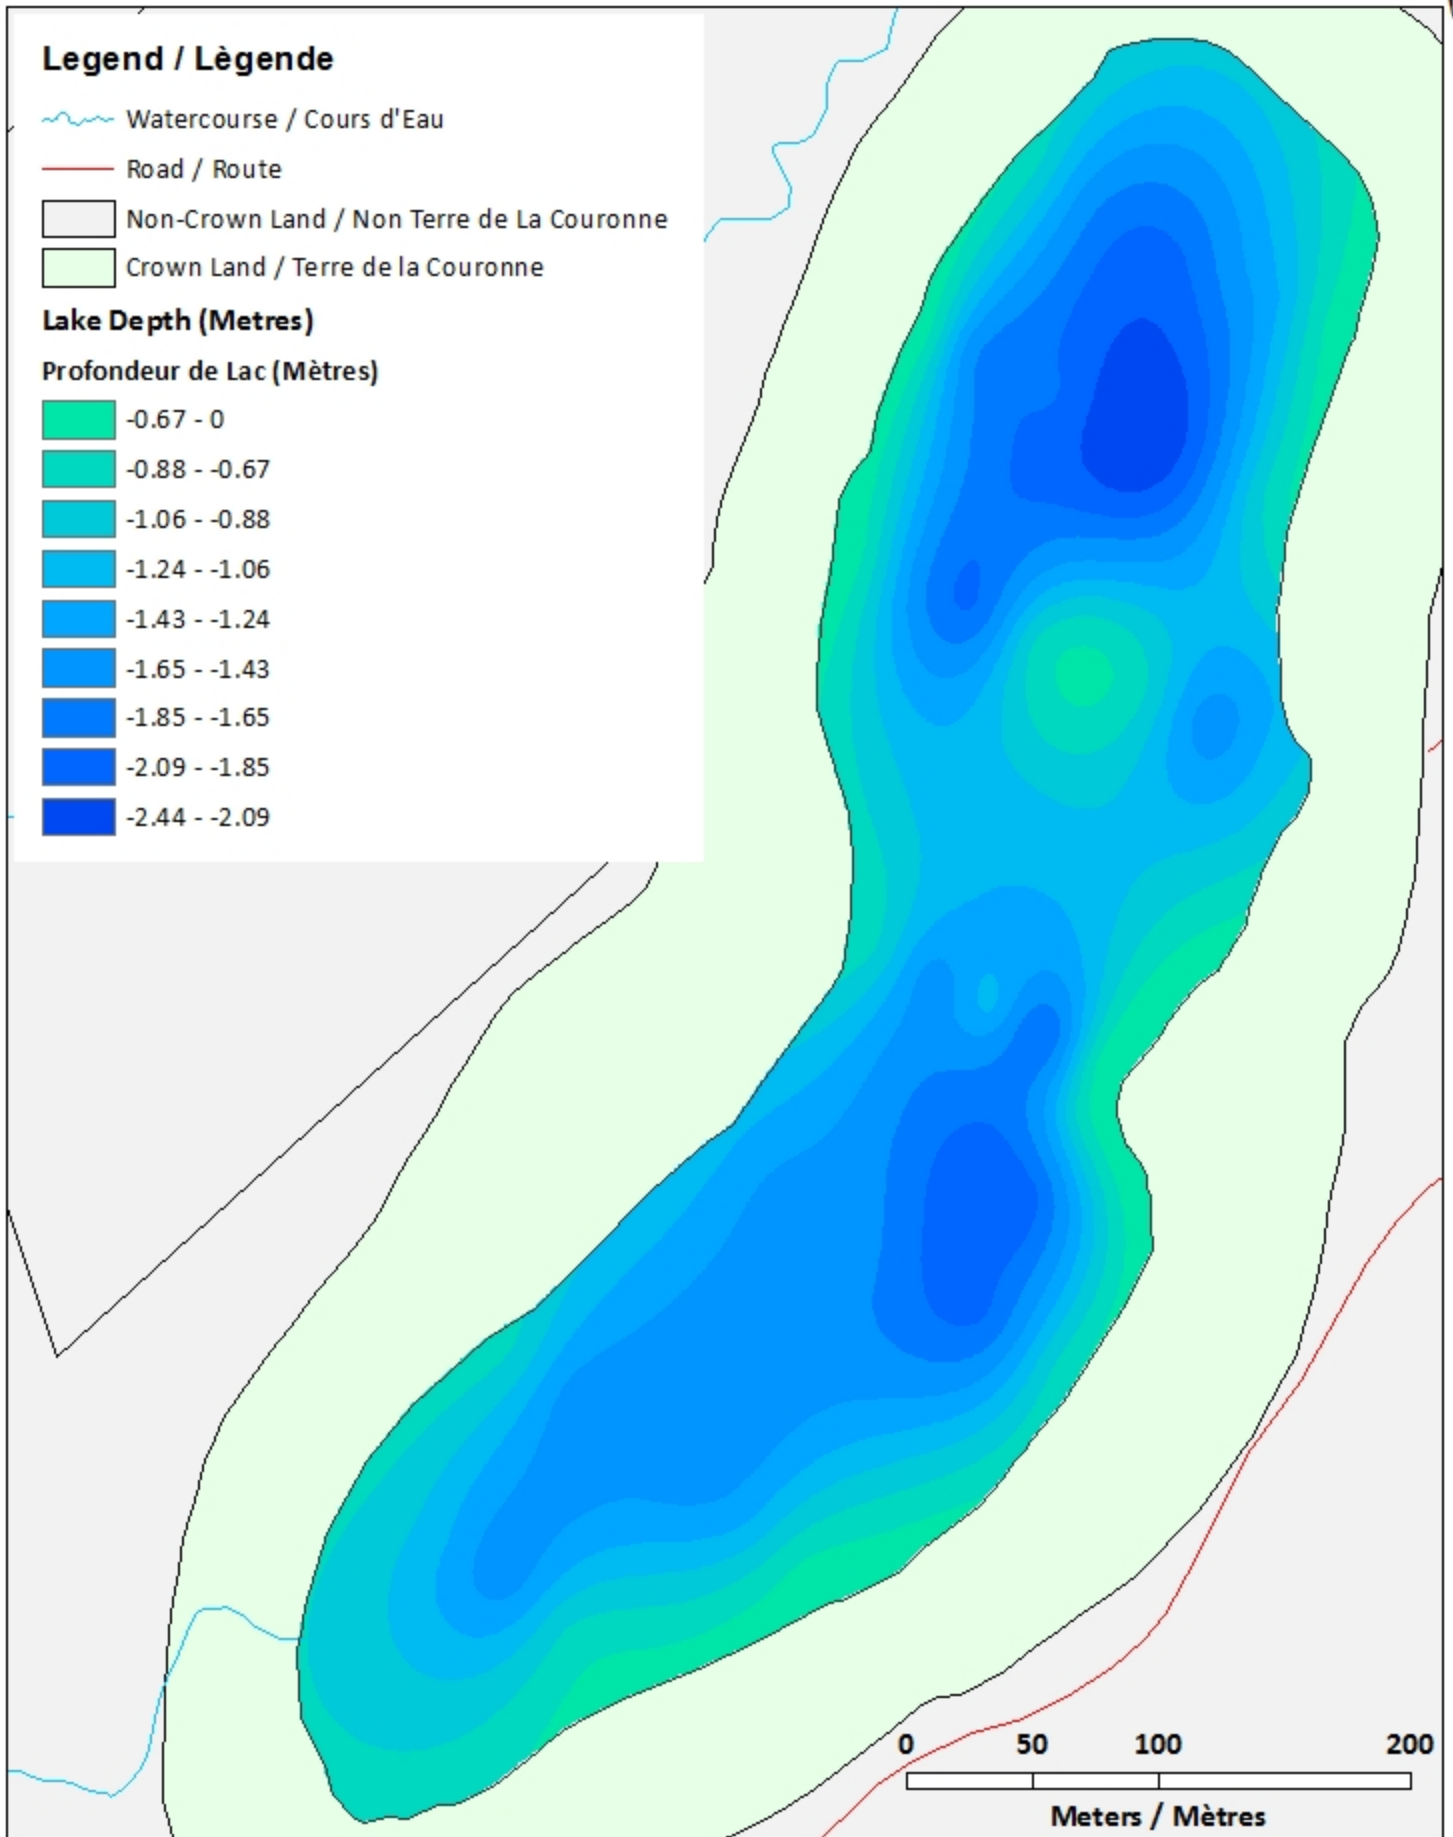 Legend / Lègende
Watercourse / Cours d'Eau
Road / Route
Non-Crown Land / Non Terre de La Couronne
Crown Land / Terre de la Couronne
Lake Depth (Metres)
Profondeur de Lac (Mètres)
-0.67 - 0
-0.88 - -0.67
-1.06 - -0.88
-1.24 - -1.06
-1.43 - -1.24
-1.65 - -1.43
-1.85 - -1.65
-2.09 - -1.85
-2.44 - -2.09
0 50 100 200
Meters / Mètres